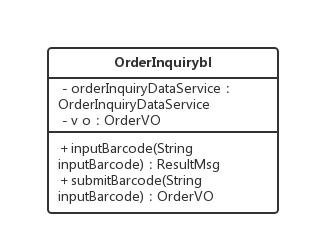 OrderInquirybl
- orderInquiryDataService：
OrderInquiryDataService
- v o：OrderVO
+ inputBarcode(String
inputBarcode)：ResultMsg
+ submitBarcode(String
inputBarcode)：OrderVO